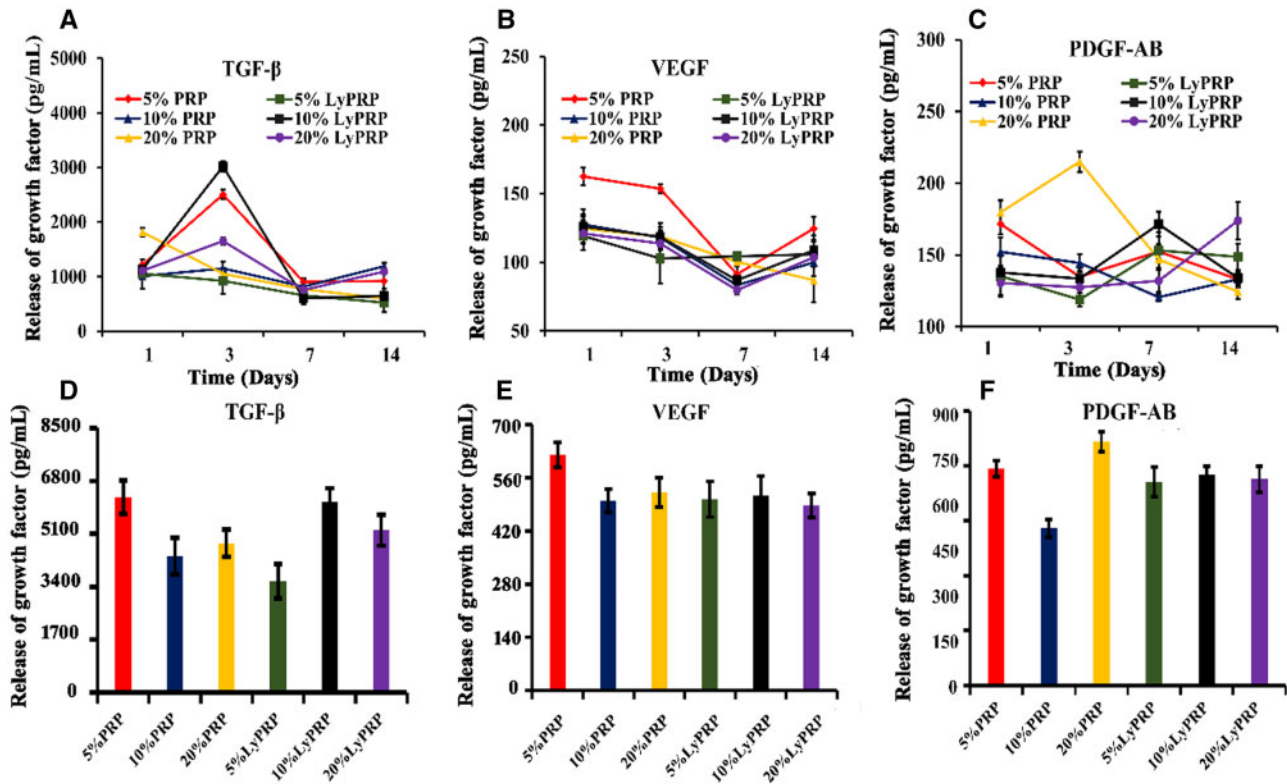 A
TGF-β
Release of growth factor (pg/mL)
5000
4000
3000
2000
1000
0
5% PRP
5% LyPRP
10% PRP
10% LyPRP
20% PRP
20% LyPRP
1 3 7 14
Time (Days)
B
VEGF
Release of growth factor (pg/mL)
250
200
150
100
50
5% PRP
5% LyPRP
10% PRP
10% LyPRP
20% PRP
20% LyPRP
1 3 7 14
Time (Days)
C
PDGF-AB
Release of growth factor (pg/mL)
300
250
200
150
100
5% PRP
5% LyPRP
10% PRP
10% LyPRP
20% PRP
20% LyPRP
1 3 7 14
Time (Days)
D
TGF-β
Release of growth factor (pg/mL)
8500
6800
5100
3400
1700
0
5%PRP
10%PRP
20%PRP
5%LyPRP
10%LyPRP
20%LyPRP
E
VEGF
Release of growth factor (pg/mL)
700
560
420
280
140
0
5%PRP
10%PRP
20%PRP
5%LyPRP
10%LyPRP
20%LyPRP
F
PDGF-AB
Release of growth factor (pg/mL)
900
750
600
450
300
150
0
5%PRP
10%PRP
20%PRP
5%LyPRP
10%LyPRP
20%LyPRP